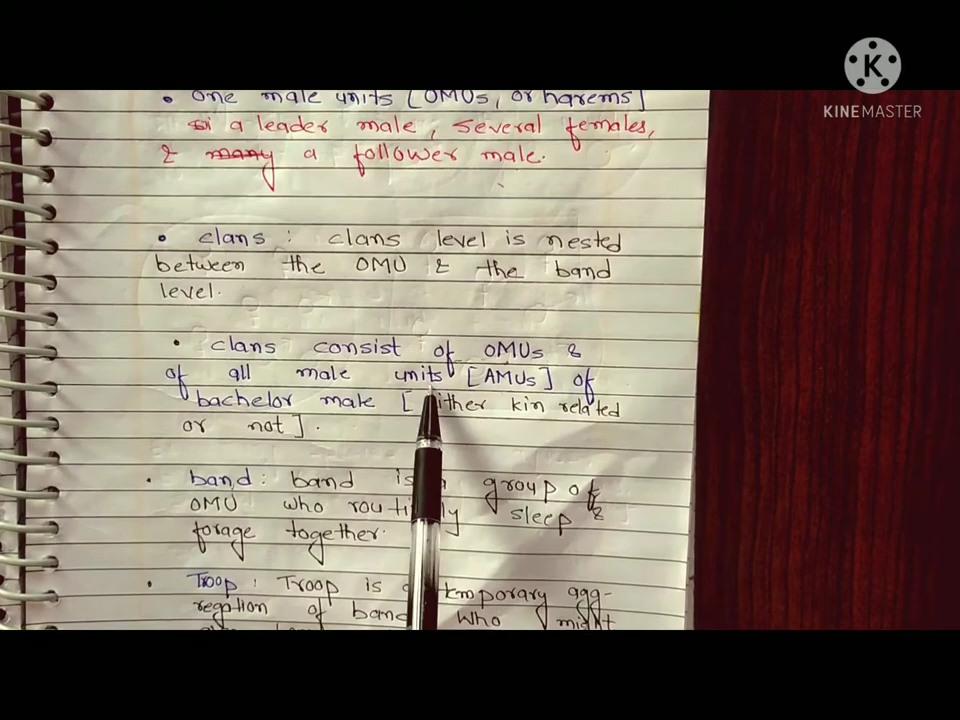 • One male units [OMUs, or harems]
a leader male, several females,
& many a follower male.
• clans : clans level is nested
between the OMU & the band
level.
• clans consist of OMUs &
of all male units [AMUs] of
bachelor male [ either kin related
or not ].
• band : band is group of
OMU who sleep &
forage together.
• Troop : Troop is agg-
regation of band who might
K
KINEMASTER